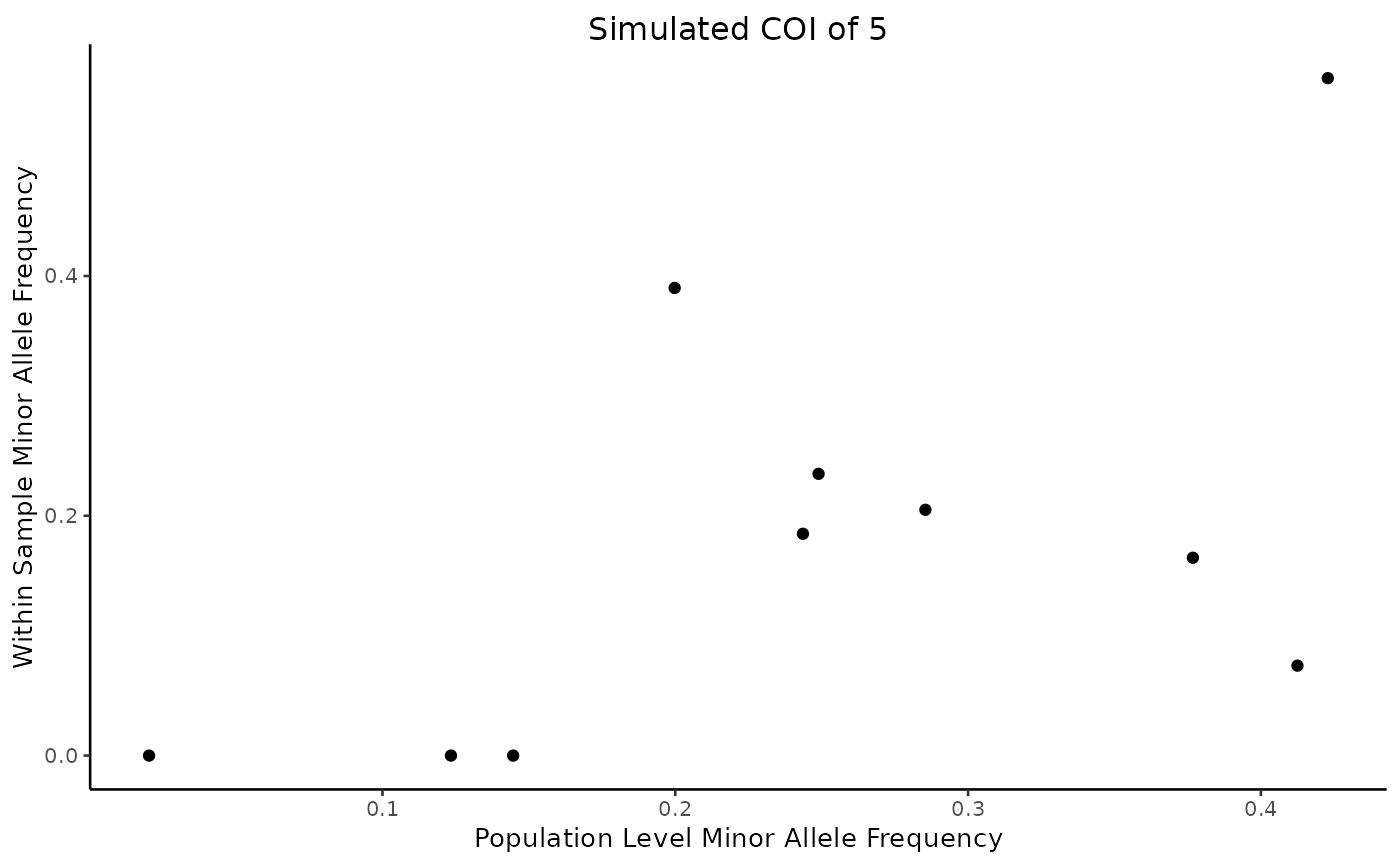 Simulated COI of 5
Within Sample Minor Allele Frequency
0.4
0.2
0.0
0.1 0.2 0.3 0.4
Population Level Minor Allele Frequency